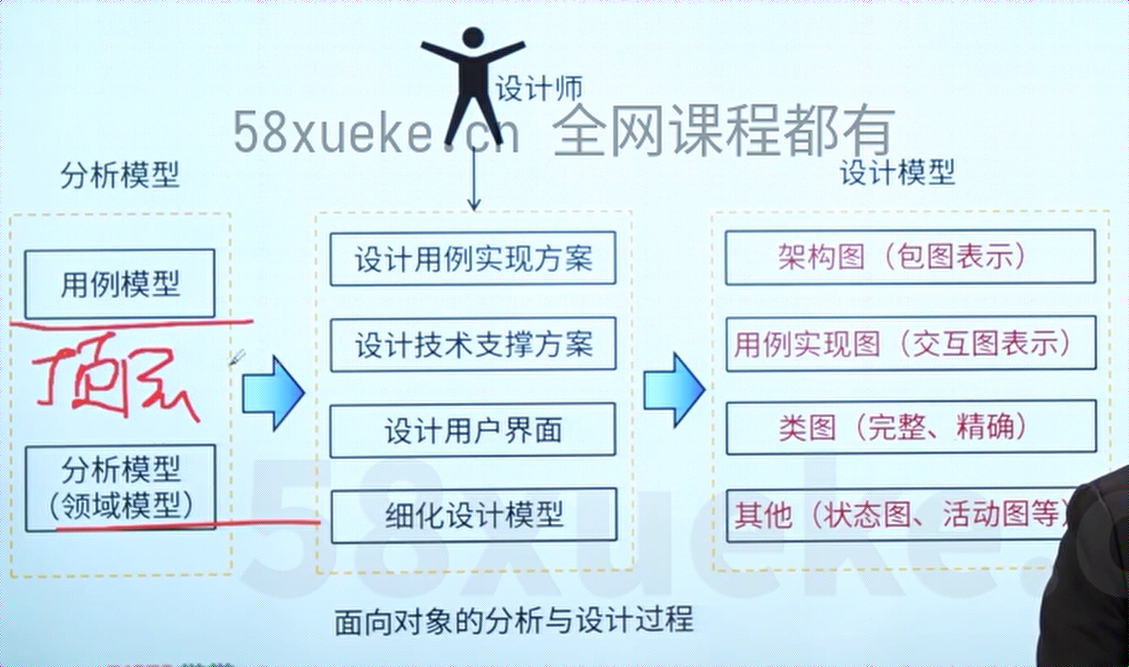 设计师
58xueke.cn 全网课程都有
分析模型
设计模型
用例模型
顶层
分析模型
(领域模型)
设计用例实现方案
设计技术支撑方案
设计用户界面
细化设计模型
架构图（包图表示）
用例实现图（交互图表示）
类图（完整、精确）
其他（状态图、活动图等）
58xueke.c
面向对象的分析与设计过程